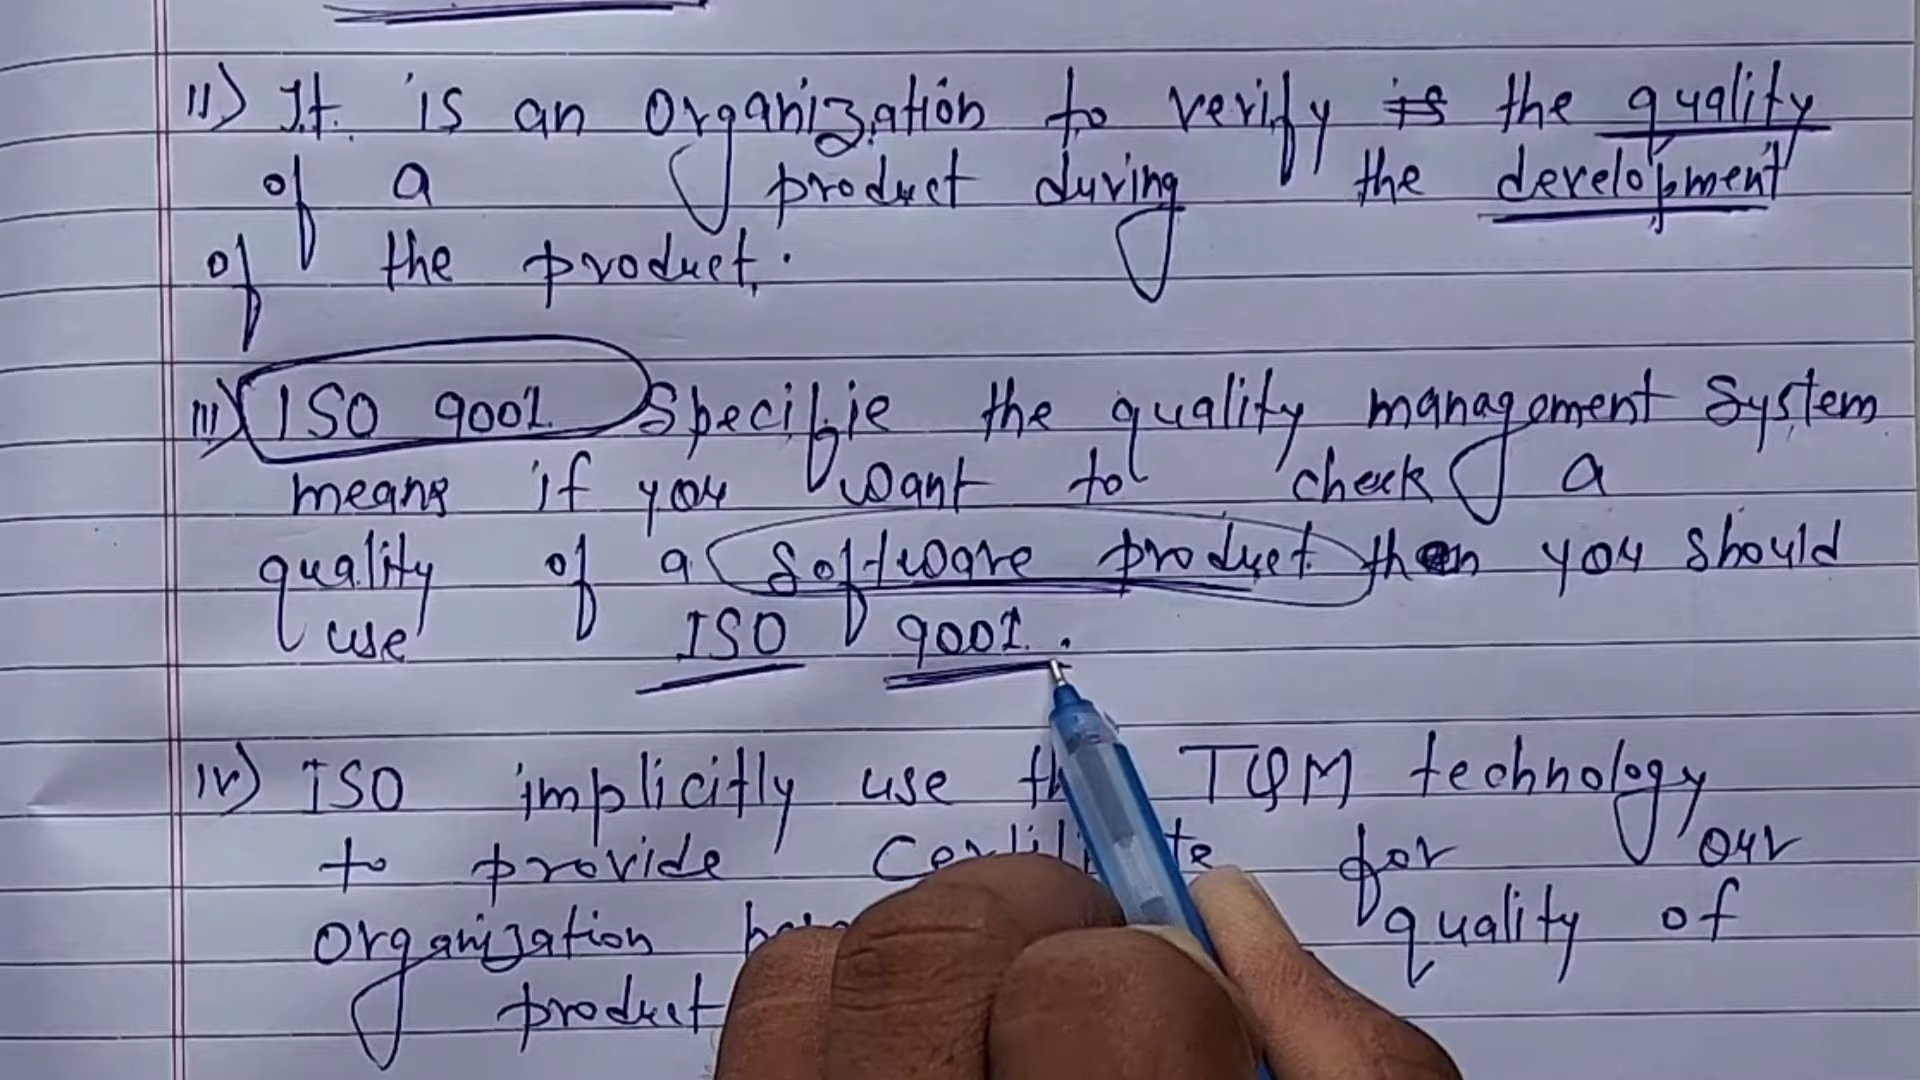 II) It is an organization to verify is the quality
of a product during the development
of the product.
III) ISO 9001 Specifie the quality management System
means if you want to check a
quality of a Software product then you should
use ISO 9001.
IV) ISO implicitly use TQM technology
to provide for our
organization quality of
product